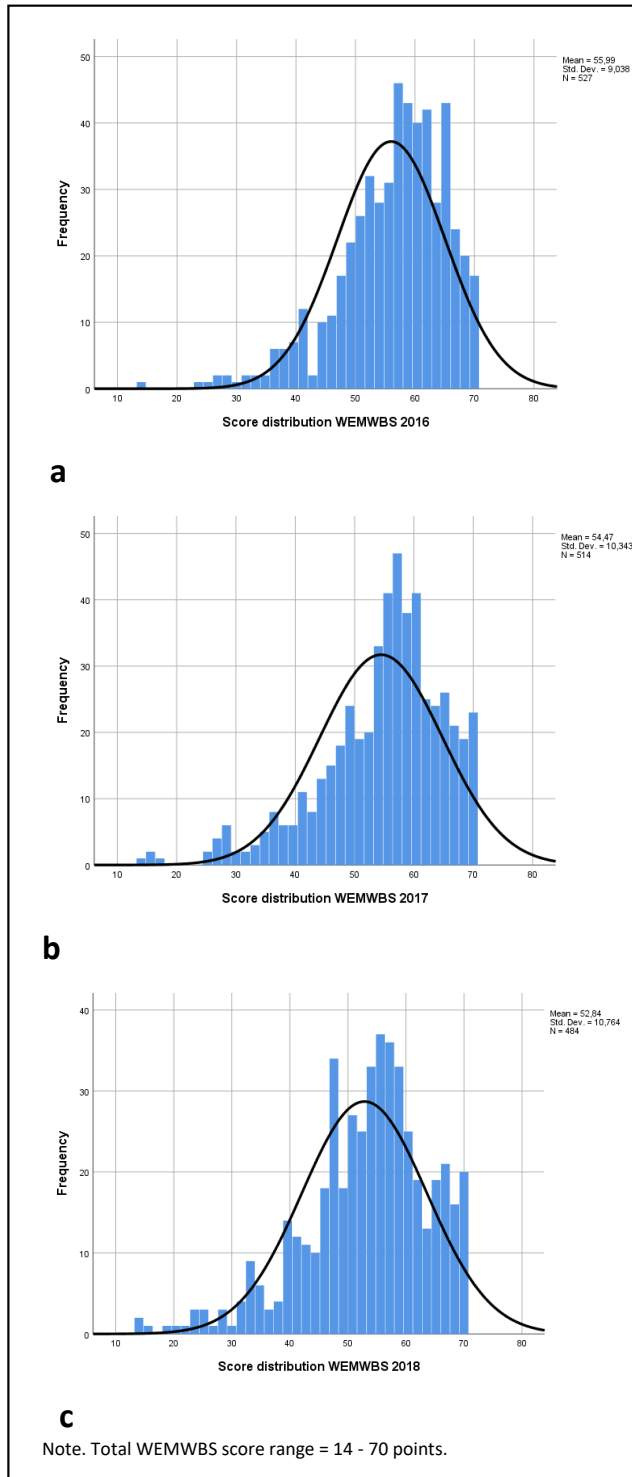 Mean = 55,99
Std. Dev. = 9,038
N = 527
50
40
30
20
10
0
Frequency
10 20 30 40 50 60 70 80
Score distribution WEMWBS 2016
a
Mean = 54,47
Std. Dev. = 10,343
N = 514
50
40
30
20
10
0
Frequency
10 20 30 40 50 60 70 80
Score distribution WEMWBS 2017
b
Mean = 52,84
Std. Dev. = 10,764
N = 484
40
30
20
10
0
Frequency
10 20 30 40 50 60 70 80
Score distribution WEMWBS 2018
c
Note. Total WEMWBS score range = 14 - 70 points.